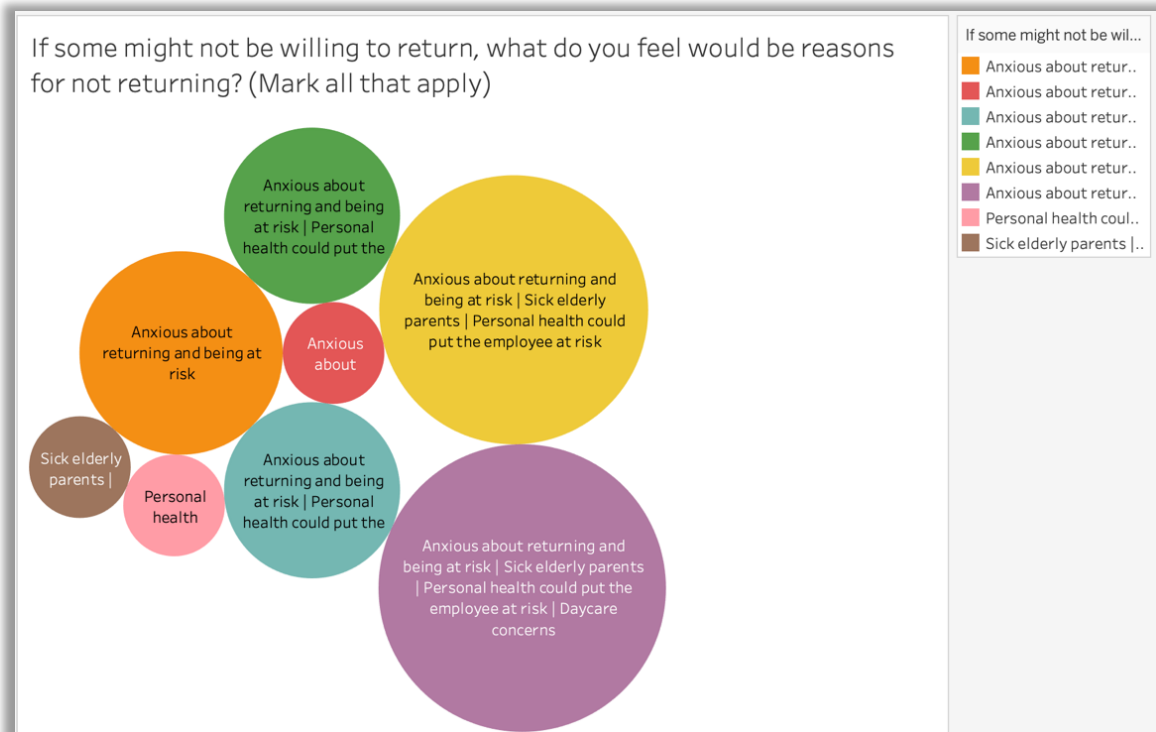 If some might not be willing to return, what do you feel would be reasons
for not returning? (Mark all that apply)
Anxious about
returning and being
at risk | Personal
health could put the
Anxious about returning and
being at risk | Sick elderly
parents | Personal health could
put the employee at risk
Anxious about
returning and being at
risk
Anxious
about
Sick elderly
parents |
Personal
health
Anxious about
returning and being
at risk | Personal
health could put the
Anxious about returning and
being at risk | Sick elderly parents
| Personal health could put the
employee at risk | Daycare
concerns
If some might not be wil...
Anxious about retur..
Anxious about retur..
Anxious about retur..
Anxious about retur..
Anxious about retur..
Anxious about retur..
Personal health coul..
Sick elderly parents |..